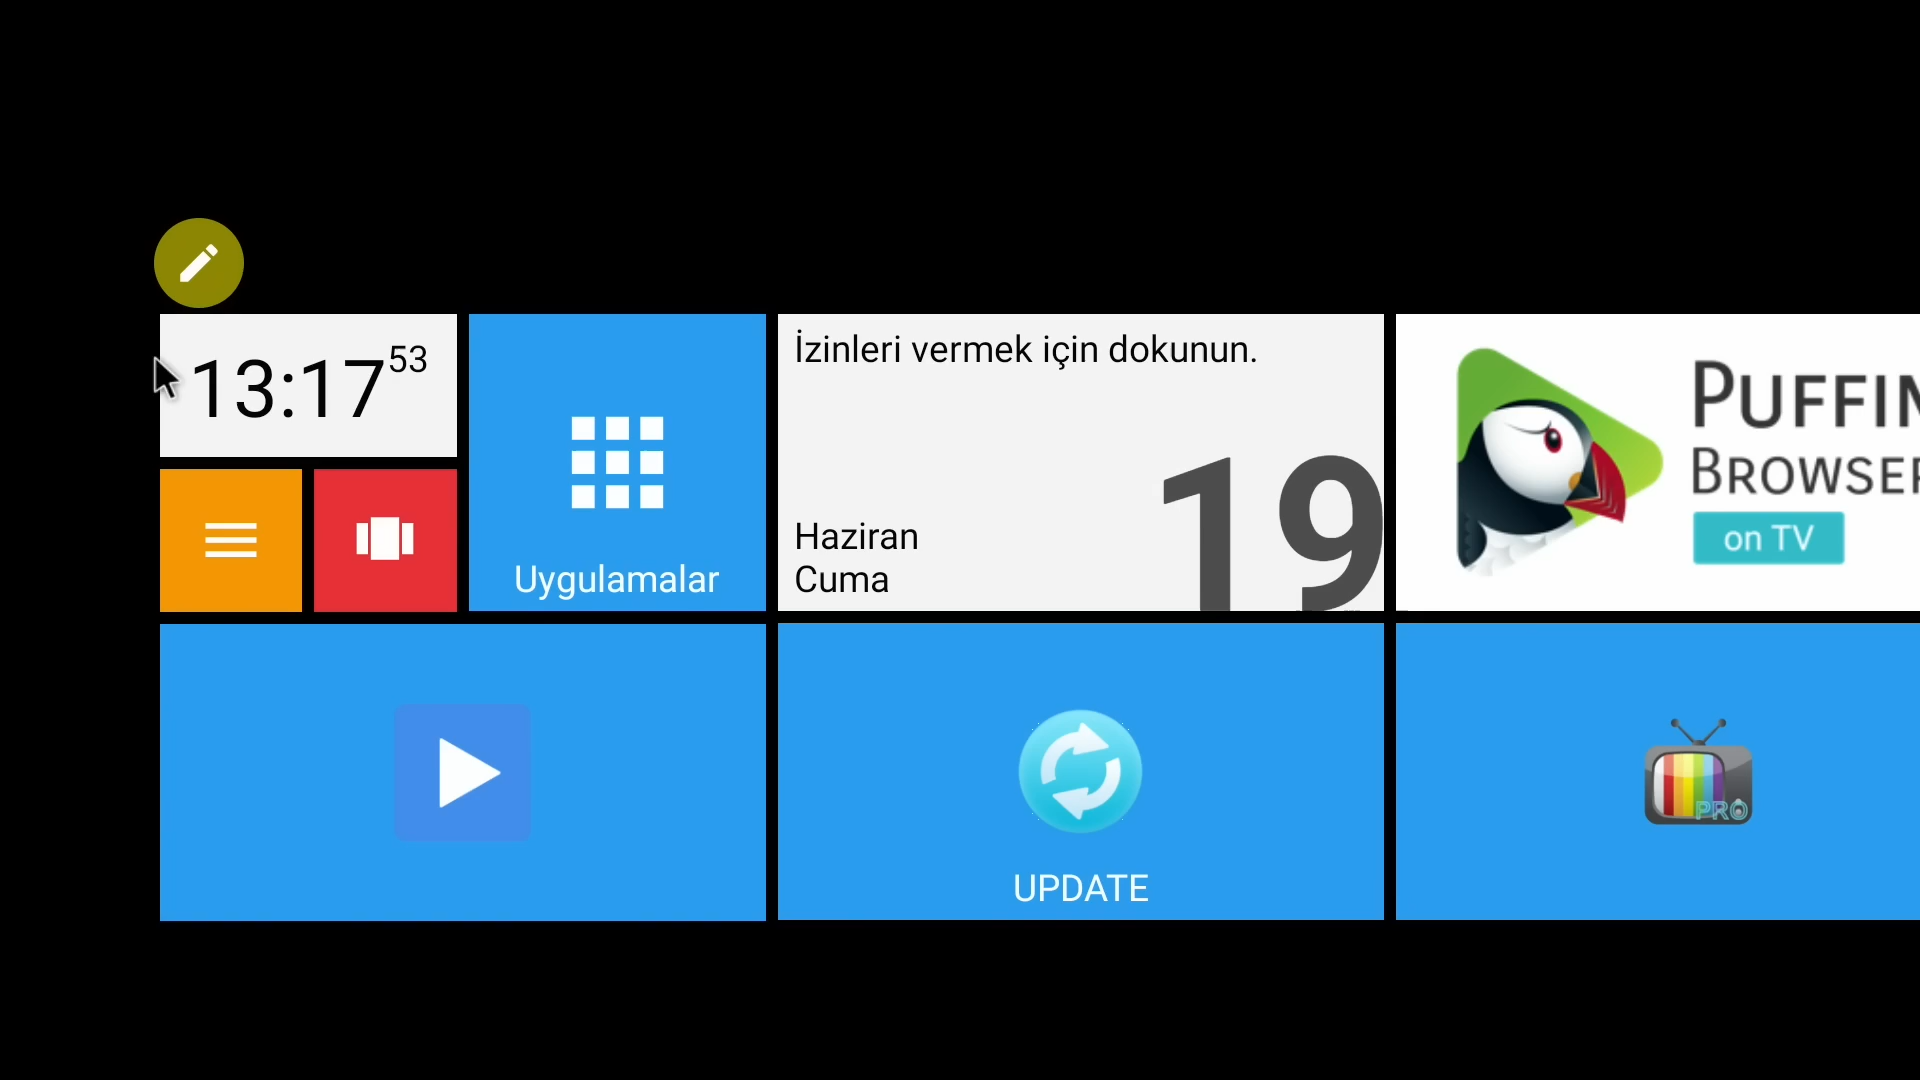 13:17 53
Uygulamalar
İzinleri vermek için dokunun.
Haziran
Cuma
19
PUFFIN
BROWSER
on TV
UPDATE
PRO